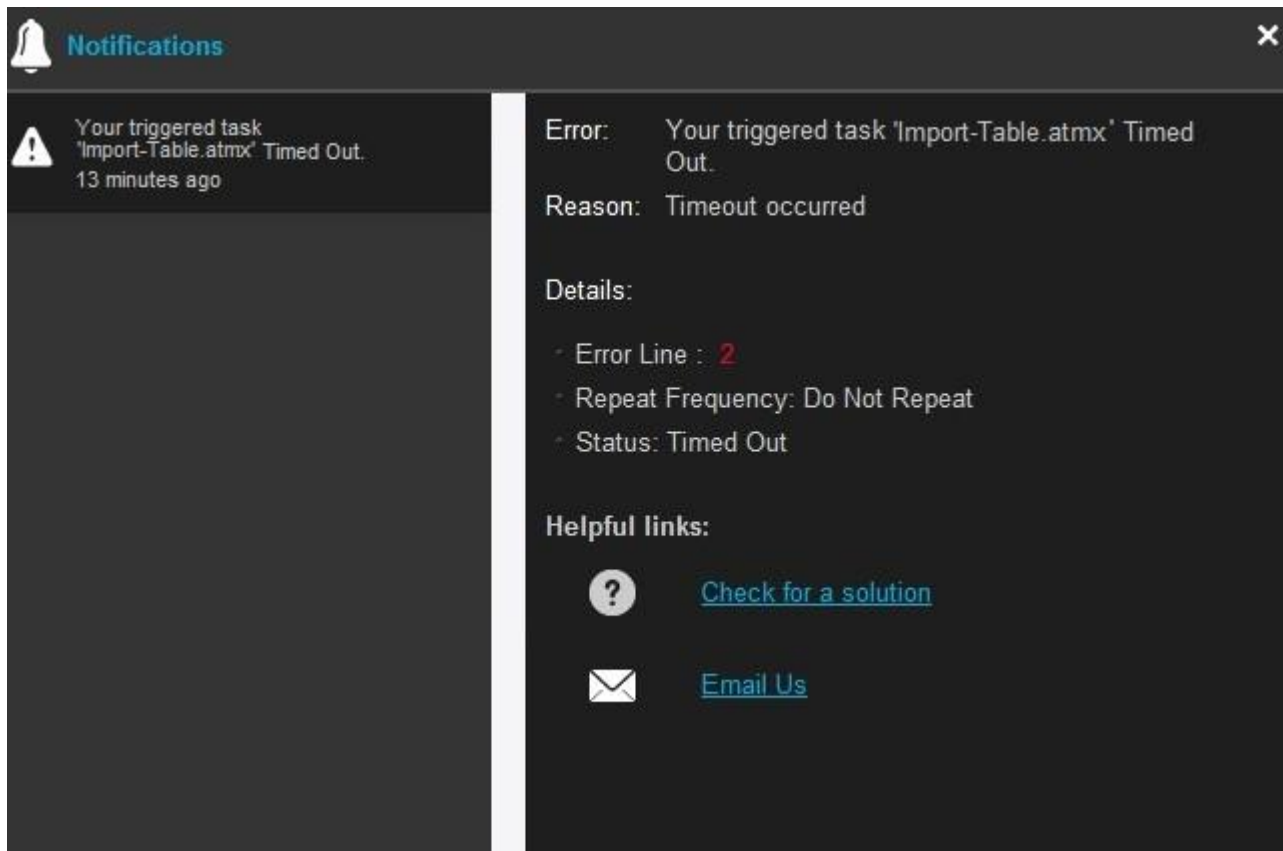 Notifications
Your triggered task
'Import-Table.atmx' Timed Out.
13 minutes ago
Error: Your triggered task 'Import-Table.atmx' Timed
Out.
Reason: Timeout occurred
Details:
Error Line : 2
Repeat Frequency: Do Not Repeat
Status: Timed Out
Helpful links:
Check for a solution
Email Us